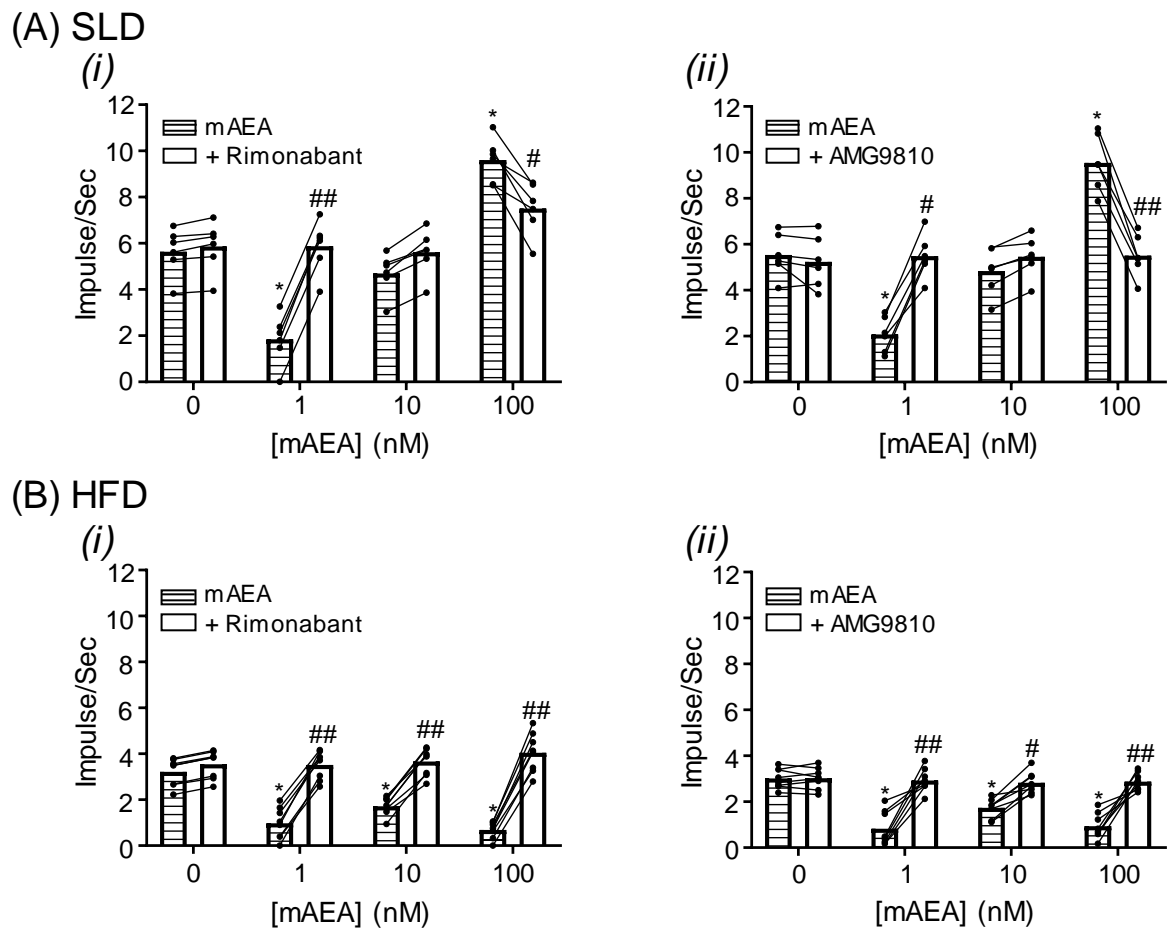 (A) SLD
(i)
12
10
8
6
4
2
0
Impulse/Sec
mAEA
+ Rimonabant
*
##
*
#
0 1 10 100
[mAEA] (nM)
(ii)
12
10
8
6
4
2
0
Impulse/Sec
mAEA
+ AMG9810
*
#
*
##
0 1 10 100
[mAEA] (nM)
(B) HFD
(i)
12
10
8
6
4
2
0
Impulse/Sec
mAEA
+ Rimonabant
*
##
*
##
*
##
0 1 10 100
[mAEA] (nM)
(ii)
12
10
8
6
4
2
0
Impulse/Sec
mAEA
+ AMG9810
*
##
*
#
*
##
0 1 10 100
[mAEA] (nM)